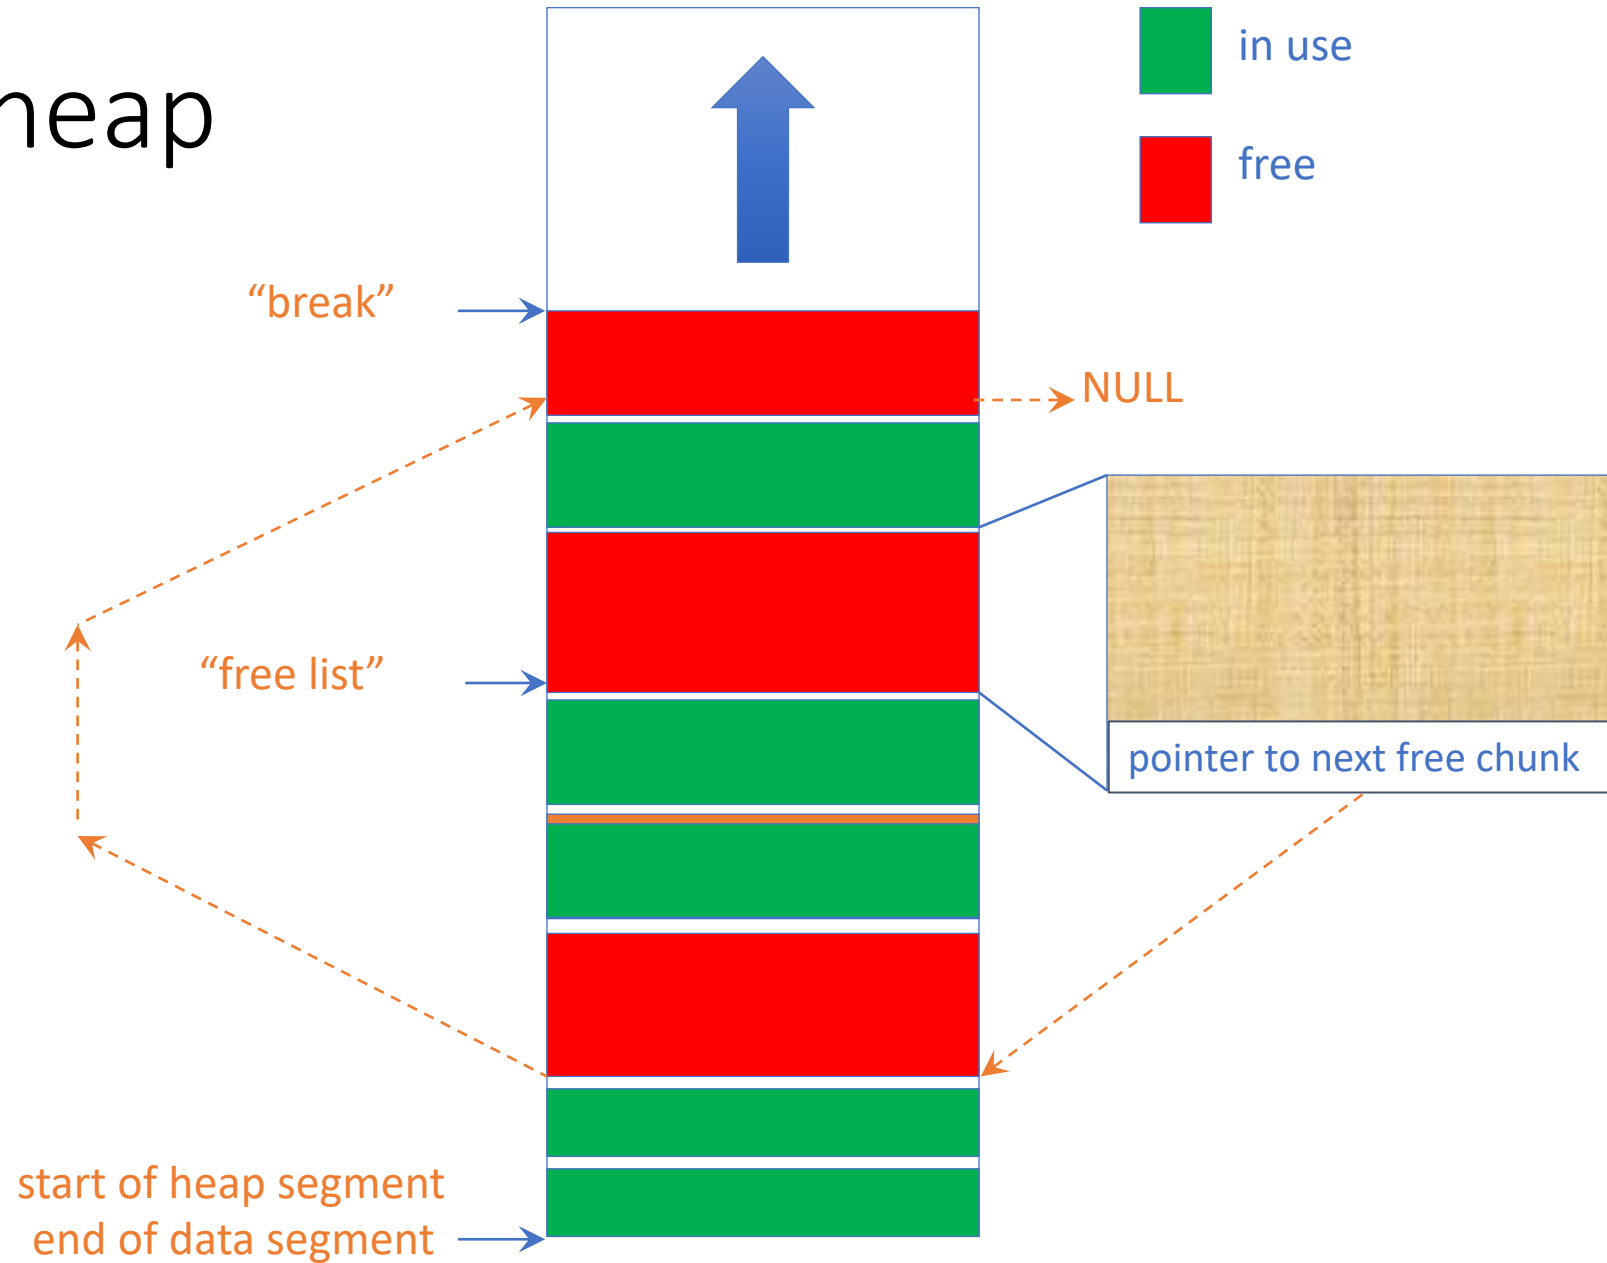 heap
in use
free
“break”
NULL
“free list”
pointer to next free chunk
start of heap segment
end of data segment